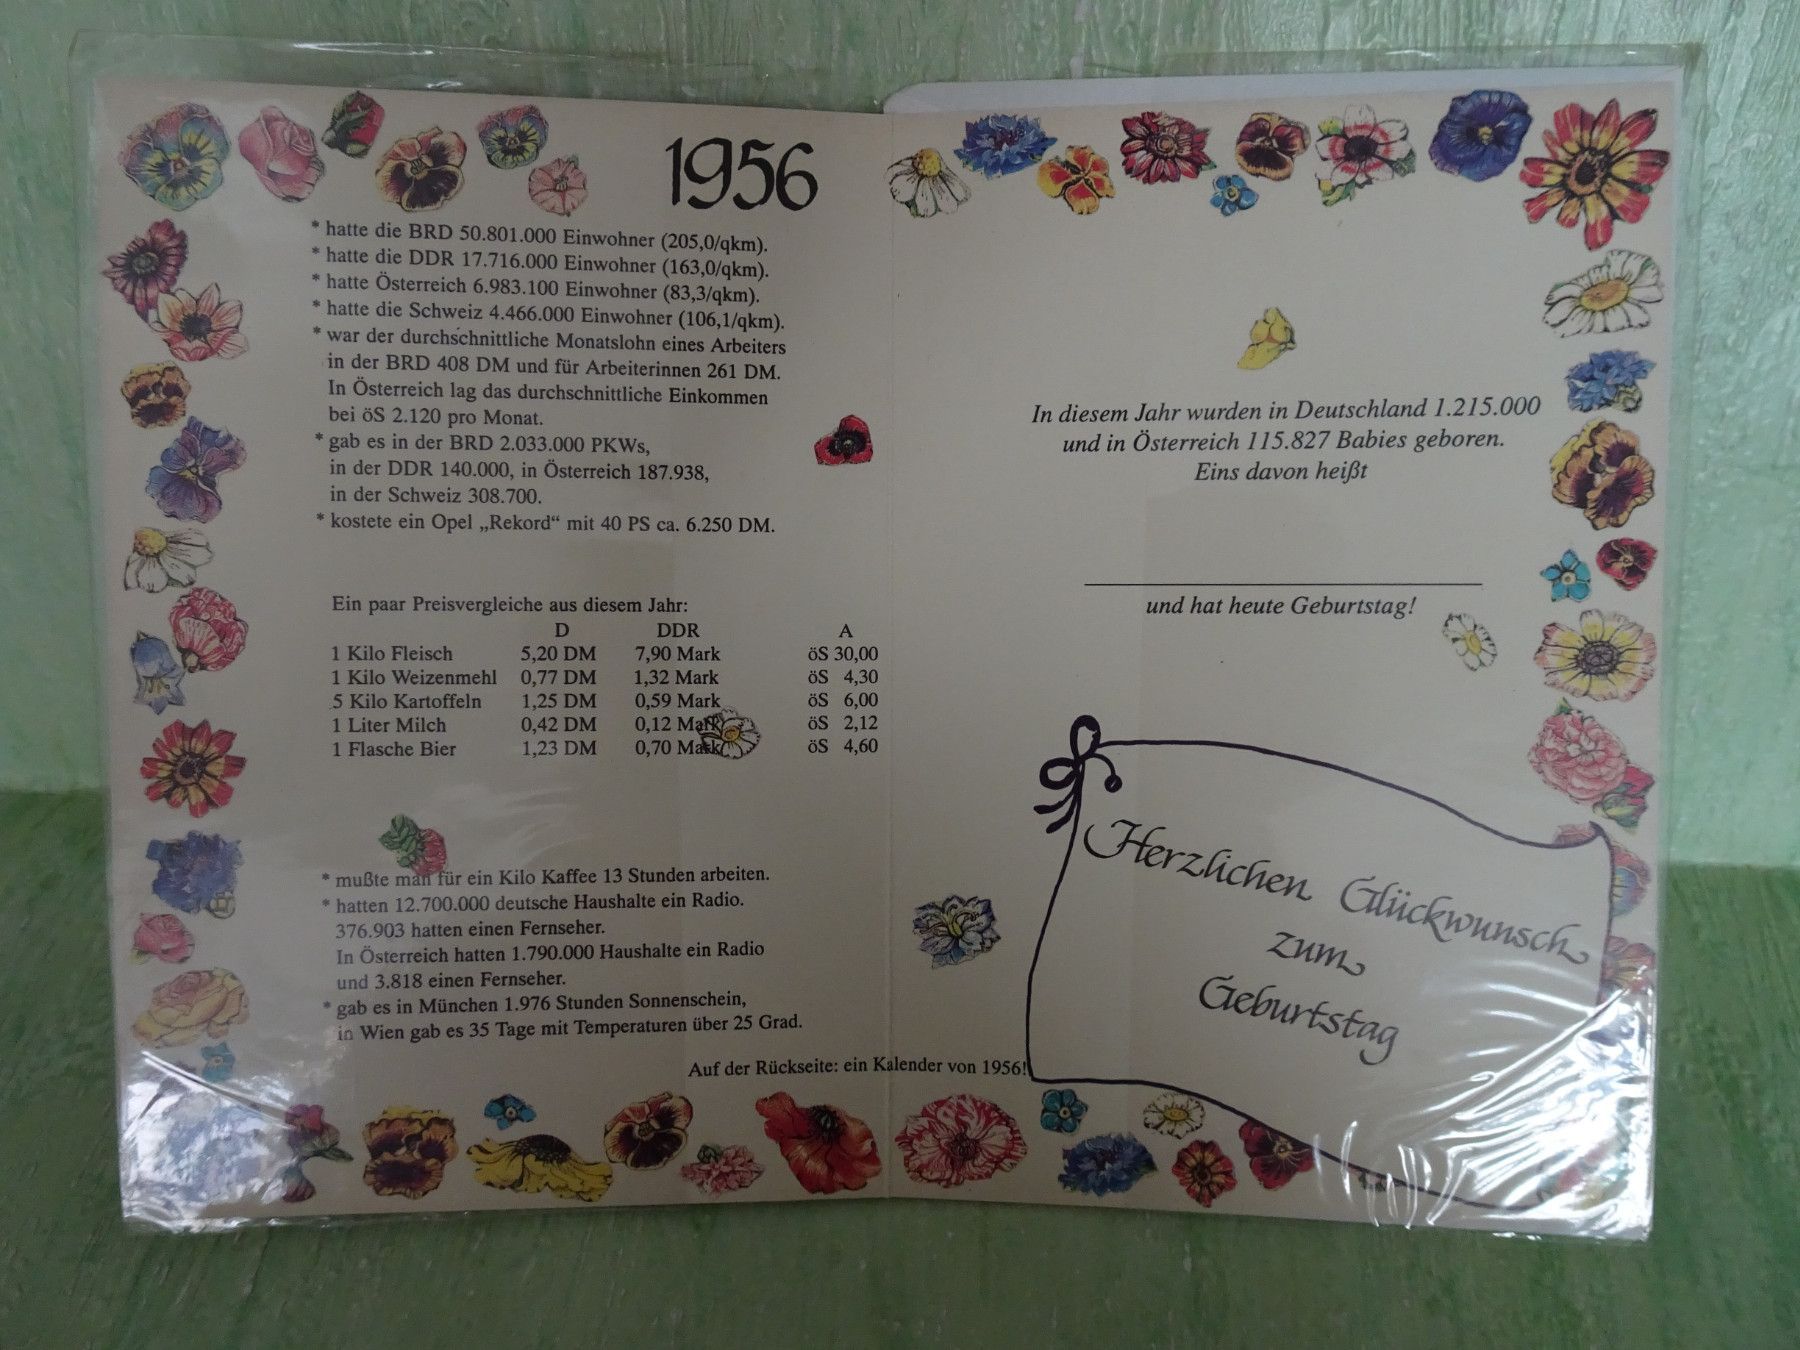 1956
* hatte die BRD 50.801.000 Einwohner (205,0/qkm).
* hatte die DDR 17.716.000 Einwohner (163,0/qkm).
* hatte Österreich 6.983.100 Einwohner (83,3/qkm).
* hatte die Schweiz 4.466.000 Einwohner (106,1/qkm).
* war der durchschnittliche Monatslohn eines Arbeiters
in der BRD 408 DM und für Arbeiterinnen 261 DM.
In Österreich lag das durchschnittliche Einkommen
bei öS 2.120 pro Monat.
* gab es in der BRD 2.033.000 PKWs,
in der DDR 140.000, in Österreich 187.938,
in der Schweiz 308.700.
* kostete ein Opel „Rekord“ mit 40 PS ca. 6.250 DM.
Ein paar Preisvergleiche aus diesem Jahr:
D DDR A
1 Kilo Fleisch 5,20 DM 7,90 Mark öS 30,00
1 Kilo Weizenmehl 0,77 DM 1,32 Mark öS 4,30
5 Kilo Kartoffeln 1,25 DM 0,59 Mark öS 6,00
1 Liter Milch 0,42 DM 0,12 Mark öS 2,12
1 Flasche Bier 1,23 DM 0,70 Mark öS 4,60
* mußte man für ein Kilo Kaffee 13 Stunden arbeiten.
* hatten 12.700.000 deutsche Haushalte ein Radio.
376.903 hatten einen Fernseher.
In Österreich hatten 1.790.000 Haushalte ein Radio
und 3.818 einen Fernseher.
* gab es in München 1.976 Stunden Sonnenschein,
in Wien gab es 35 Tage mit Temperaturen über 25 Grad.
Auf der Rückseite: ein Kalender von 1956!
In diesem Jahr wurden in Deutschland 1.215.000
und in Österreich 115.827 Babies geboren.
Eins davon heißt
und hat heute Geburtstag!
Herzlichen Glückwunsch
zum
Geburtstag